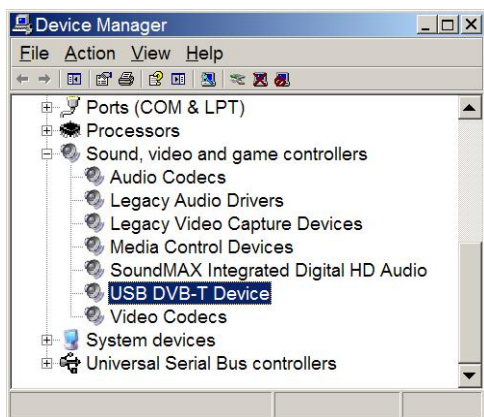 Device Manager
File Action View Help
Ports (COM & LPT)
Processors
Sound, video and game controllers
Audio Codecs
Legacy Audio Drivers
Legacy Video Capture Devices
Media Control Devices
SoundMAX Integrated Digital HD Audio
USB DVB-T Device
Video Codecs
System devices
Universal Serial Bus controllers